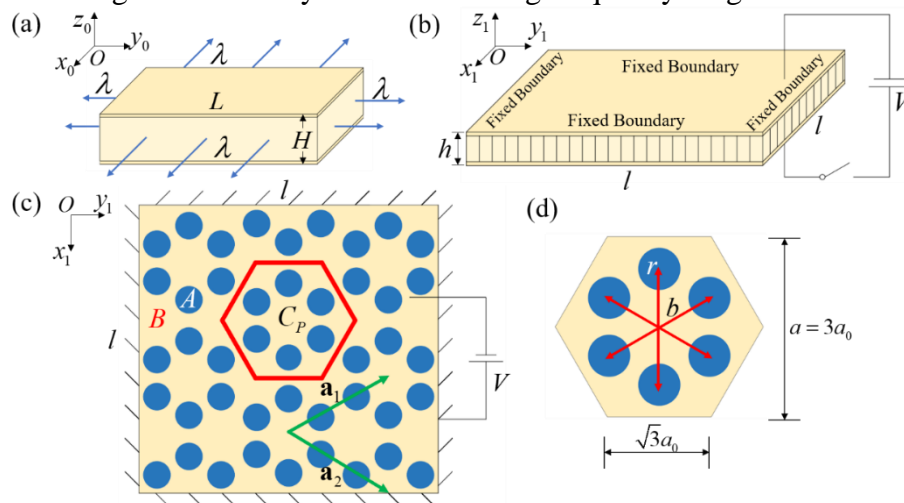 (a)
z₀
y₀
O
x₀
λ
λ
λ
λ
L
H
λ
(b)
z₁
y₁
O
x₁
Fixed Boundary
Fixed Boundary
Fixed Boundary
Fixed Boundary
h
l
l
V
(c)
O
y₁
x₁
l
B
A
C_P
l
a₁
a₂
V
(d)
r
b
a = 3a₀
√3a₀